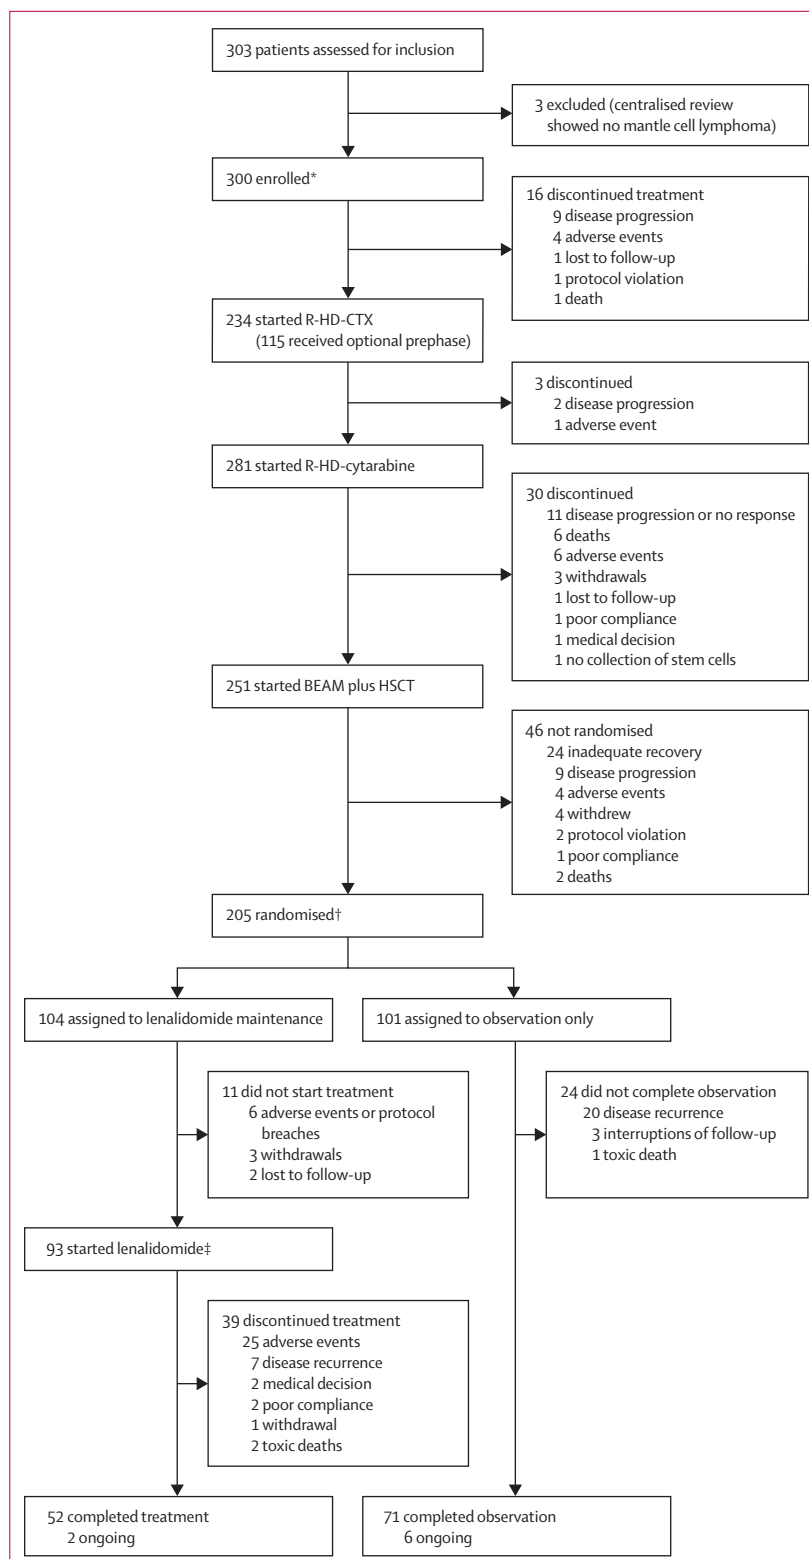 303 patients assessed for inclusion
3 excluded (centralised review
showed no mantle cell lymphoma)
300 enrolled*
16 discontinued treatment
9 disease progression
4 adverse events
1 lost to follow-up
1 protocol violation
1 death
234 started R-HD-CTX
(115 received optional prephase)
3 discontinued
2 disease progression
1 adverse event
281 started R-HD-cytarabine
30 discontinued
11 disease progression or no response
6 deaths
6 adverse events
3 withdrawals
1 lost to follow-up
1 poor compliance
1 medical decision
1 no collection of stem cells
251 started BEAM plus HSCT
46 not randomised
24 inadequate recovery
9 disease progression
4 adverse events
4 withdrew
2 protocol violation
1 poor compliance
2 deaths
205 randomised†
104 assigned to lenalidomide maintenance
101 assigned to observation only
11 did not start treatment
6 adverse events or protocol
breaches
3 withdrawals
2 lost to follow-up
24 did not complete observation
20 disease recurrence
3 interruptions of follow-up
1 toxic death
93 started lenalidomide‡
39 discontinued treatment
25 adverse events
7 disease recurrence
2 medical decision
2 poor compliance
1 withdrawal
2 toxic deaths
52 completed treatment
2 ongoing
71 completed observation
6 ongoing